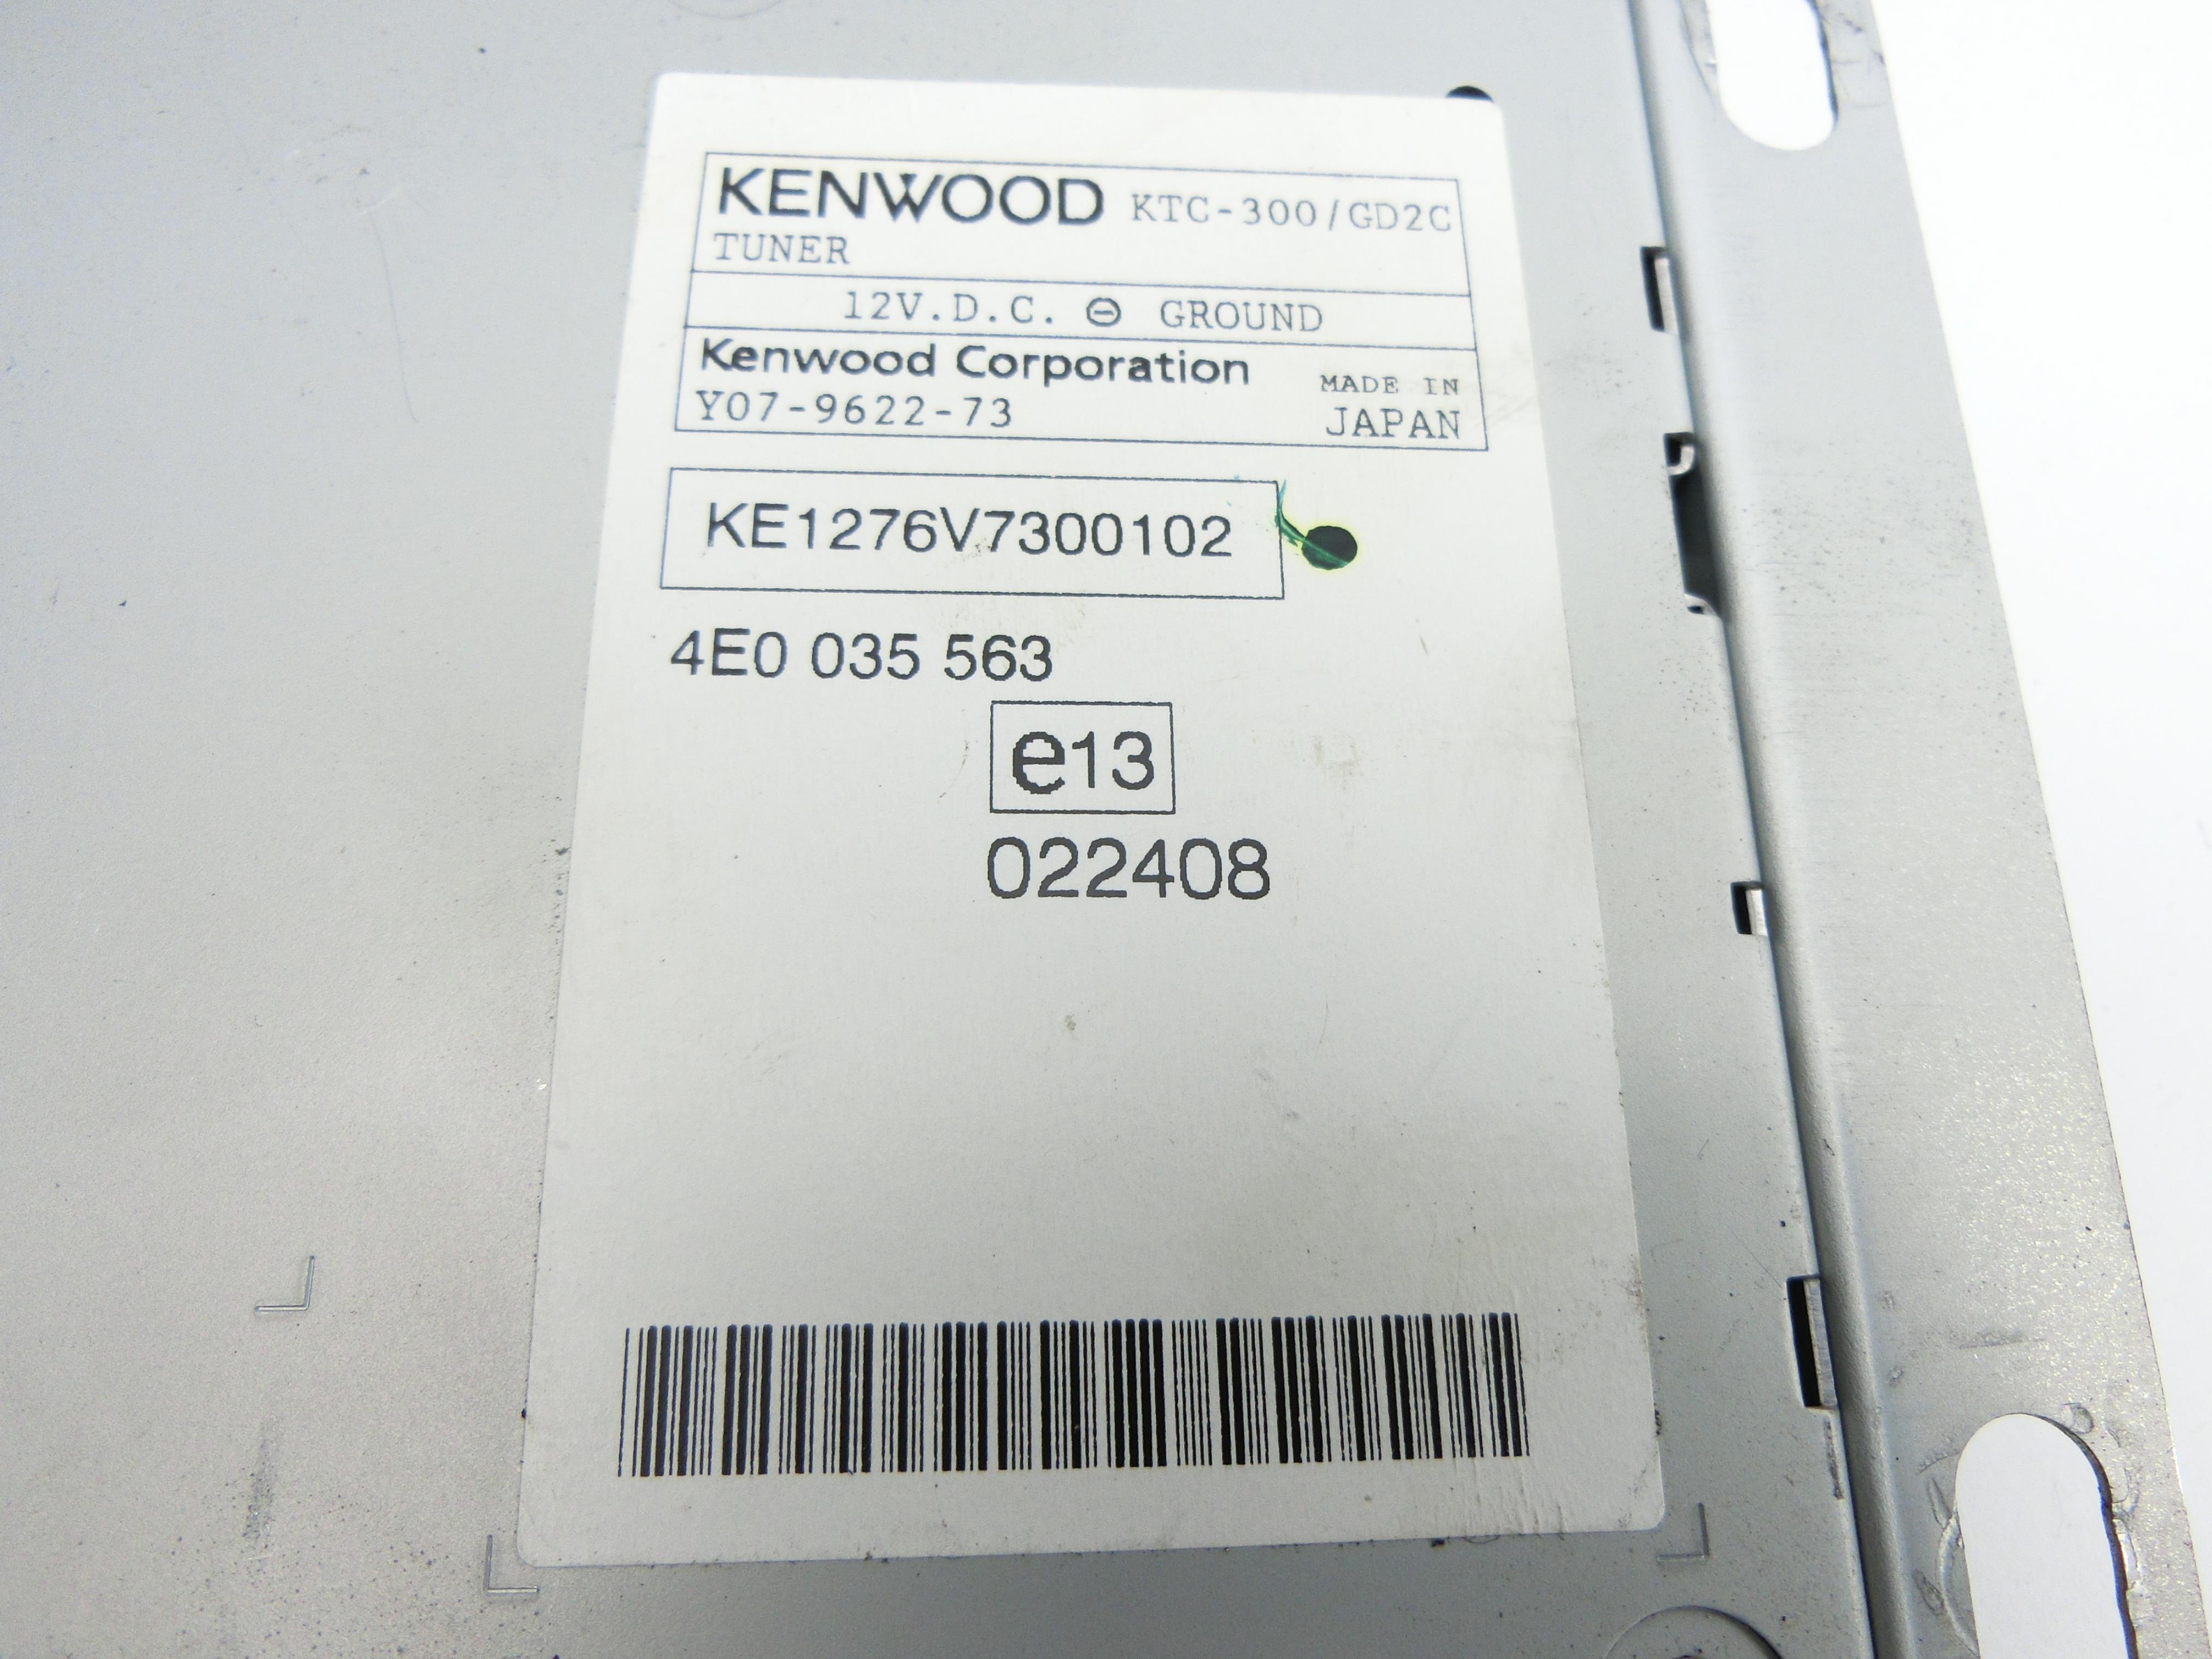 KENWOOD KTC-300/GD2C
TUNER
12V.D.C. ⊖ GROUND
Kenwood Corporation
Y07-9622-73
MADE IN
JAPAN
KE1276V7300102
4E0 035 563
e13
022408